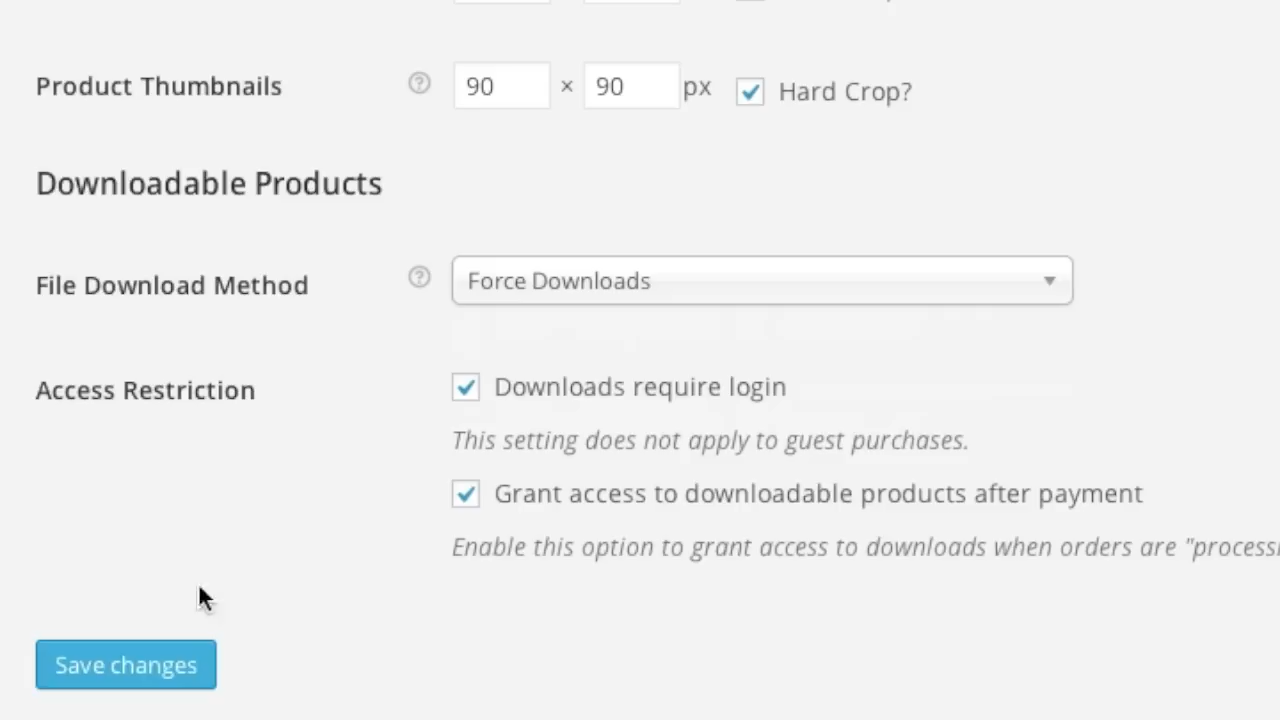 Product Thumbnails ? 90 × 90 px Hard Crop?
Downloadable Products
File Download Method ? Force Downloads
Access Restriction Downloads require login
This setting does not apply to guest purchases.
Grant access to downloadable products after payment
Enable this option to grant access to downloads when orders are "process
Save changes